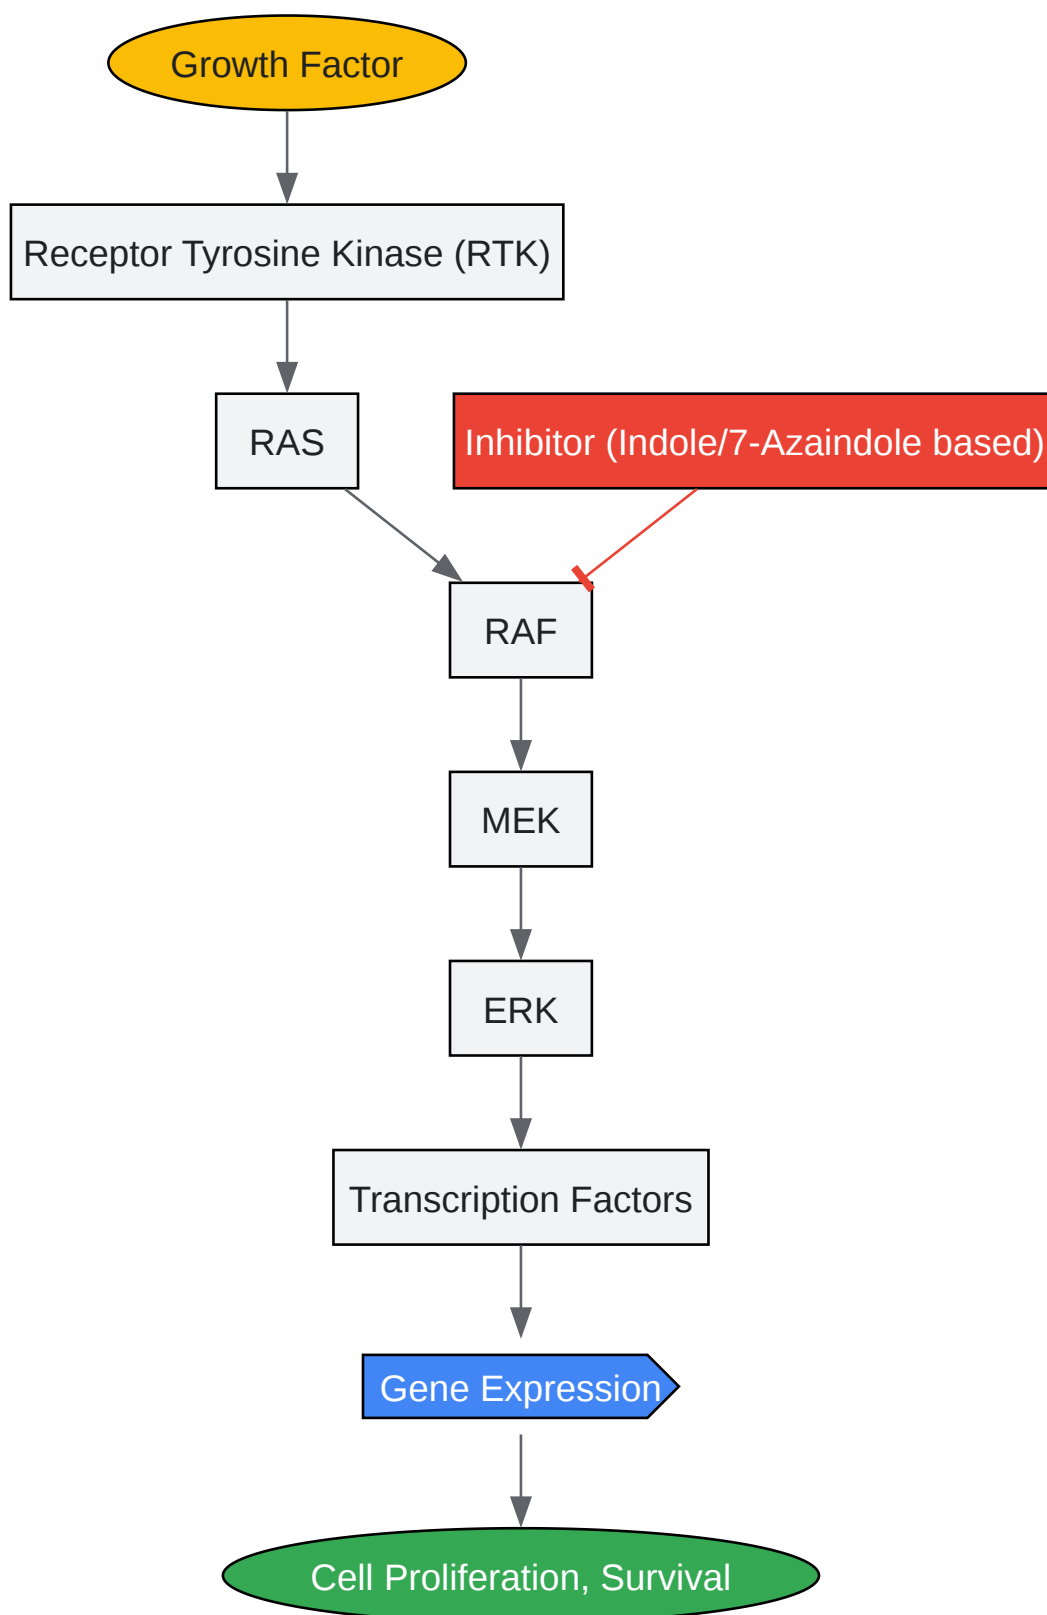 Growth Factor
Receptor Tyrosine Kinase (RTK)
RAS
Inhibitor (Indole/7-Azaindole based)
RAF
MEK
ERK
Transcription Factors
Gene Expression
Cell Proliferation, Survival